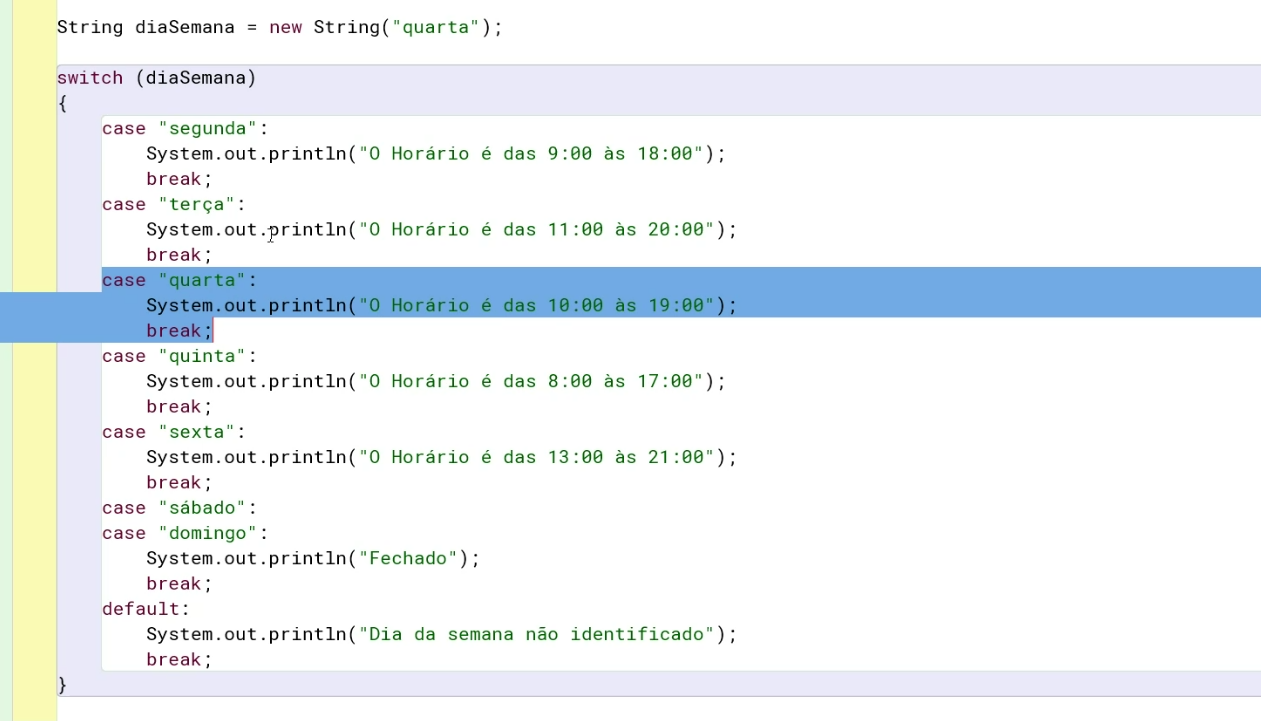 String diaSemana = new String("quarta");
switch (diaSemana)
{
case "segunda":
System.out.println("O Horário é das 9:00 às 18:00");
break;
case "terça":
System.out.println("O Horário é das 11:00 às 20:00");
break;
case "quarta":
System.out.println("O Horário é das 10:00 às 19:00");
break;
case "quinta":
System.out.println("O Horário é das 8:00 às 17:00");
break;
case "sexta":
System.out.println("O Horário é das 13:00 às 21:00");
break;
case "sábado":
case "domingo":
System.out.println("Fechado");
break;
default:
System.out.println("Dia da semana não identificado");
break;
}